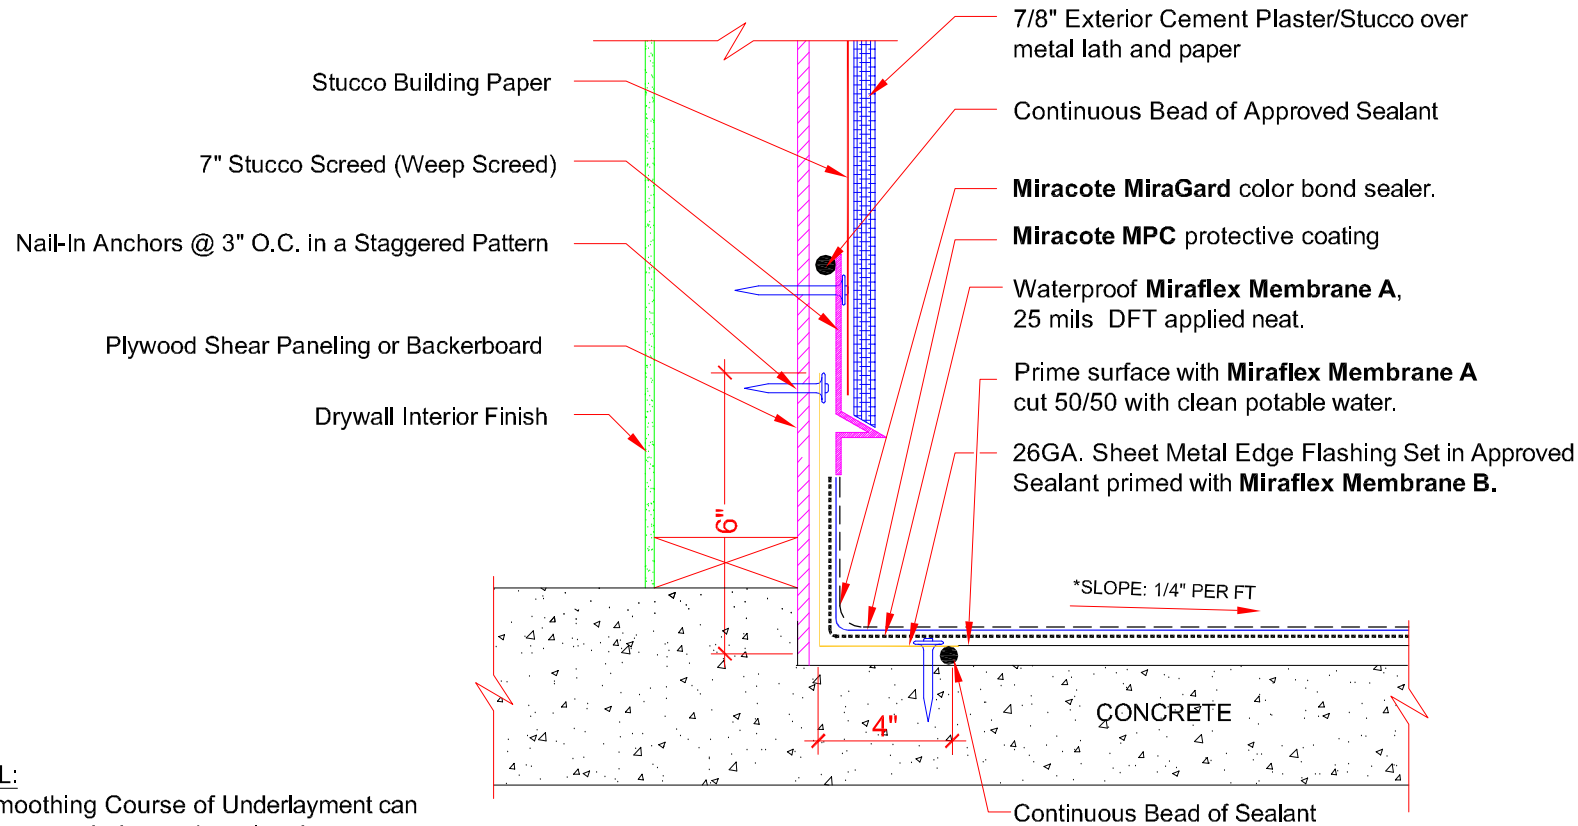 7/8" Exterior Cement Plaster/Stucco over
metal lath and paper
Stucco Building Paper
Continuous Bead of Approved Sealant
7" Stucco Screed (Weep Screed)
Miracote MiraGard color bond sealer.
Nail-In Anchors @ 3" O.C. in a Staggered Pattern
Miracote MPC protective coating
Waterproof Miraflex Membrane A,
25 mils DFT applied neat.
Plywood Shear Paneling or Backerboard
Prime surface with Miraflex Membrane A
cut 50/50 with clean potable water.
Drywall Interior Finish
26GA. Sheet Metal Edge Flashing Set in Approved
Sealant primed with Miraflex Membrane B.
6"
*SLOPE: 1/4" PER FT
CONCRETE
4"
L:
moothing Course of Underlayment can
Continuous Bead of Sealant